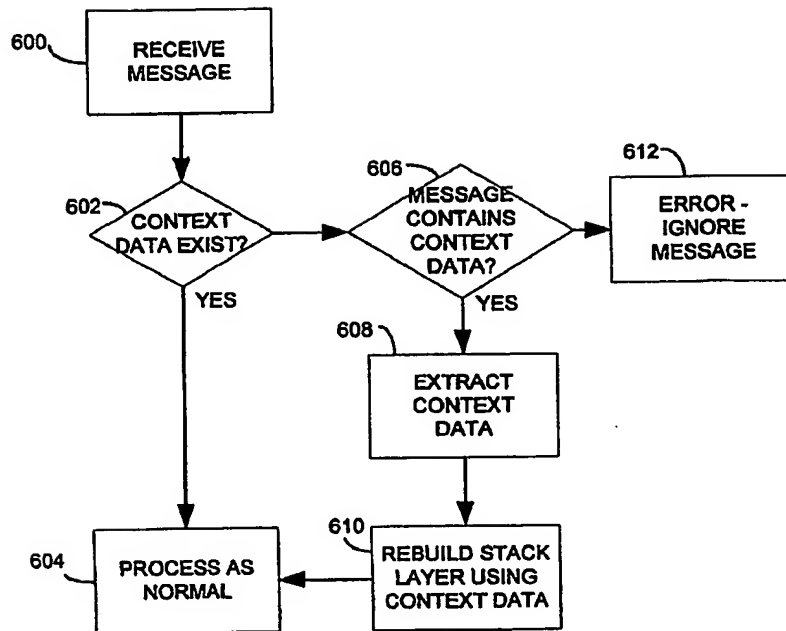 600
RECEIVE
MESSAGE
602
CONTEXT
DATA EXIST?
YES
606
MESSAGE
CONTAINS
CONTEXT
DATA?
YES
612
ERROR -
IGNORE
MESSAGE
608
EXTRACT
CONTEXT
DATA
604
PROCESS AS
NORMAL
610
REBUILD STACK
LAYER USING
CONTEXT DATA